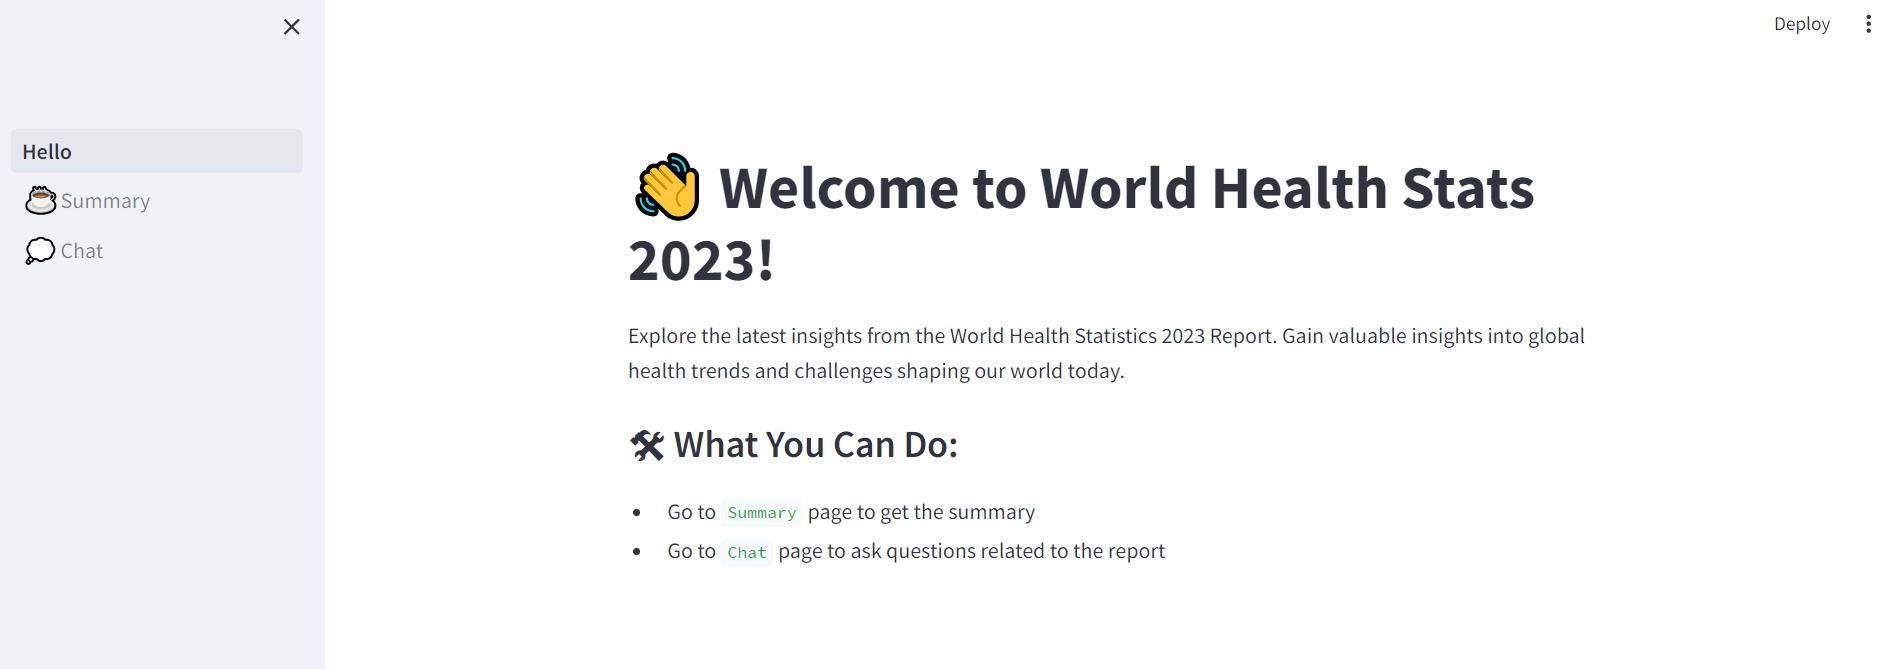 Deploy
Hello
Summary
Chat
👋 Welcome to World Health Stats
2023!
Explore the latest insights from the World Health Statistics 2023 Report. Gain valuable insights into global
health trends and challenges shaping our world today.
🛠 What You Can Do:
• Go to Summary page to get the summary
• Go to Chat page to ask questions related to the report